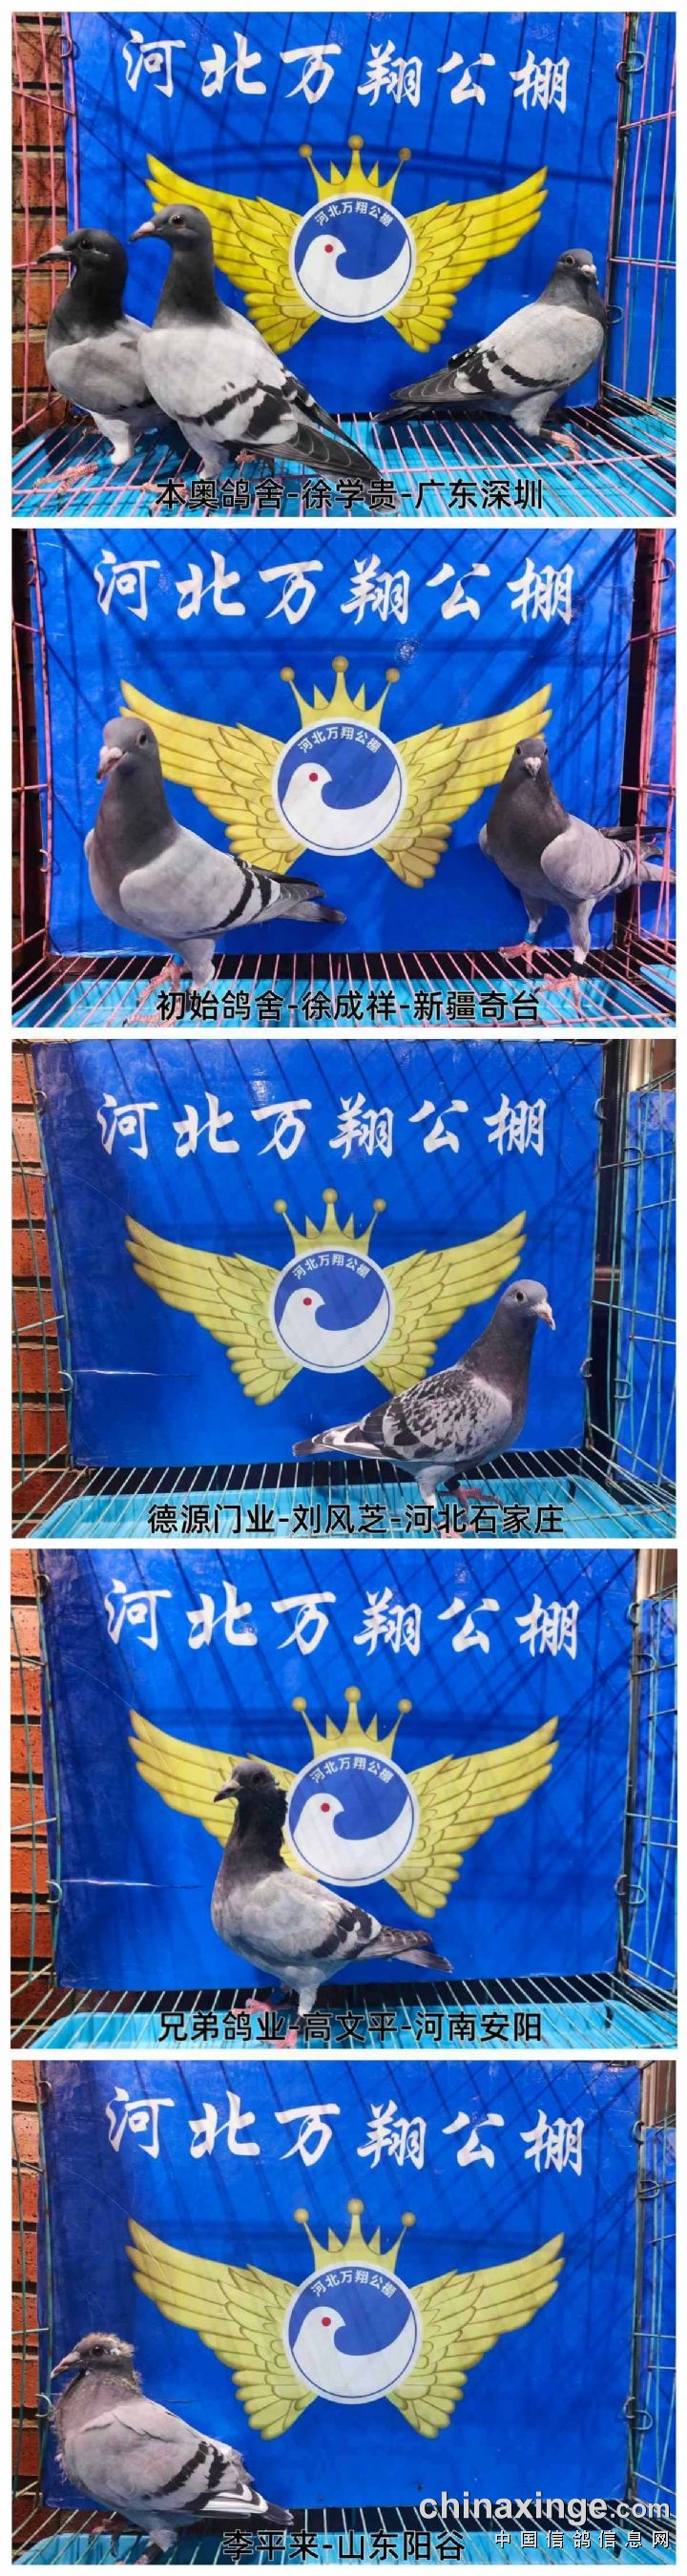 河北万翔公棚
河北万翔公棚
本奥鸽舍-徐学贵-广东深圳
河北万翔公棚
河北万翔公棚
初始鸽舍-徐成祥-新疆奇台
河北万翔公棚
河北万翔公棚
德源门业-刘风芝-河北石家庄
河北万翔公棚
河北万翔公棚
兄弟鸽业-高文平-河南安阳
河北万翔公棚
河北万翔公棚
chinaxinge.com
李平来-山东阳谷
中国信鸽信息网